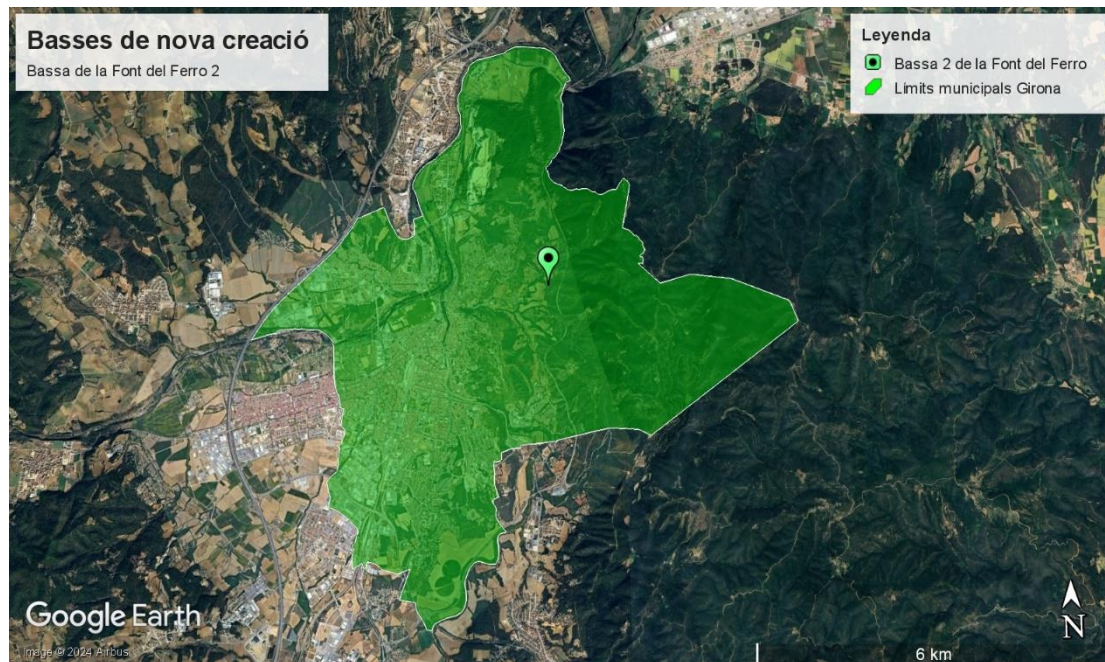 Basses de nova creació
Bassa de la Font del Ferro 2
Leyenda
Bassa 2 de la Font del Ferro
Límits municipals Girona
Google Earth
Image © 2024 Airbus
N
6 km